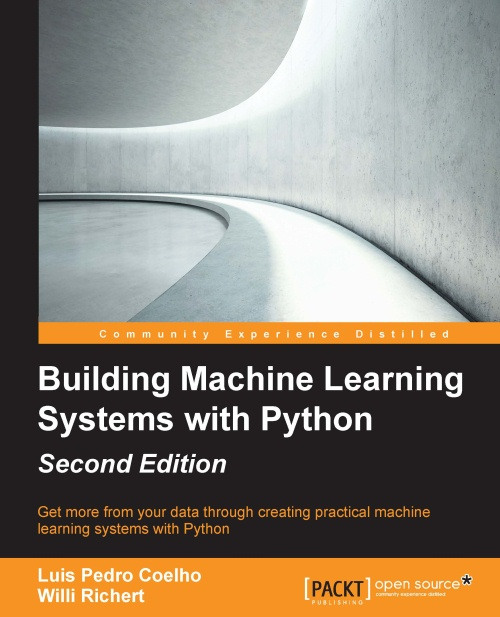 Community Experience Distilled
Building Machine Learning
Systems with Python
Second Edition
Get more from your data through creating practical machine
learning systems with Python
Luis Pedro Coelho
Willi Richert
[PACKT] open source*
PUBLISHING community experience distilled